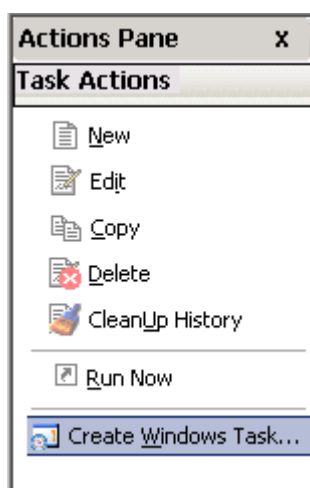 Actions Pane x
Task Actions
New
Edit
Copy
Delete
CleanUp History
Run Now
Create Windows Task...